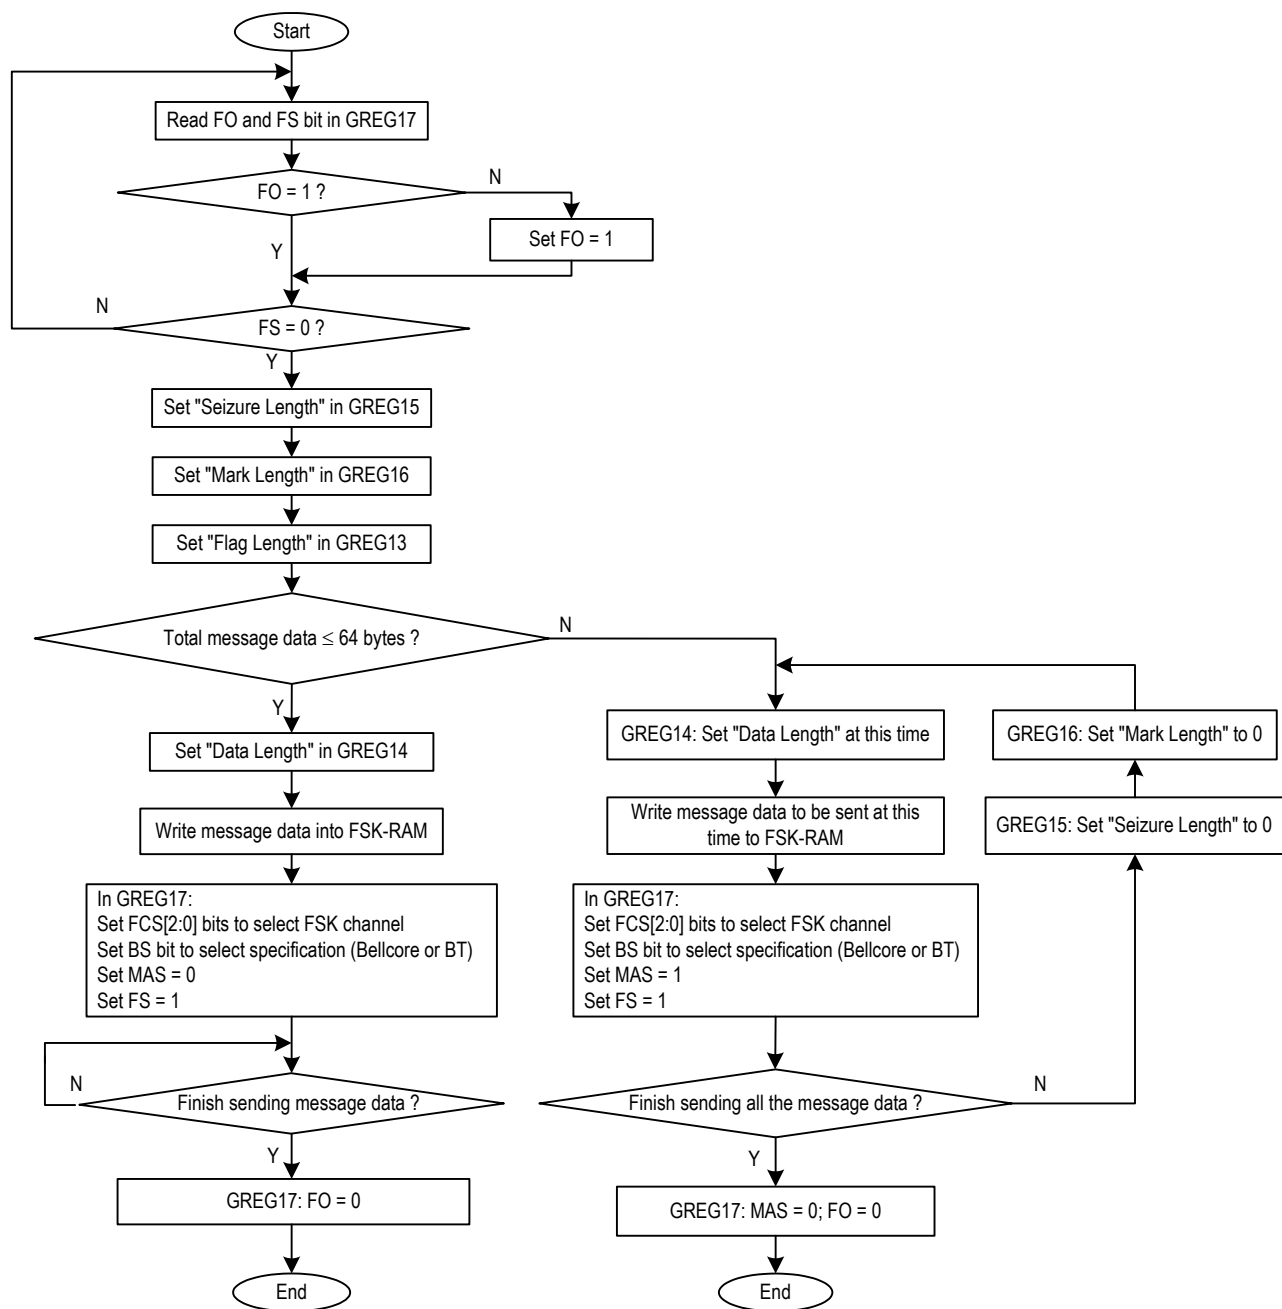 Start
Read FO and FS bit in GREG17
FO = 1 ?
N
Set FO = 1
Y
N
FS = 0 ?
Y
Set "Seizure Length" in GREG15
Set "Mark Length" in GREG16
Set "Flag Length" in GREG13
Total message data ≤ 64 bytes ?
N
Y
Set "Data Length" in GREG14
Write message data into FSK-RAM
In GREG17:
Set FCS[2:0] bits to select FSK channel
Set BS bit to select specification (Bellcore or BT)
Set MAS = 0
Set FS = 1
N
Finish sending message data ?
Y
GREG17: FO = 0
End
GREG14: Set "Data Length" at this time
Write message data to be sent at this
time to FSK-RAM
In GREG17:
Set FCS[2:0] bits to select FSK channel
Set BS bit to select specification (Bellcore or BT)
Set MAS = 1
Set FS = 1
Finish sending all the message data ?
N
Y
GREG17: MAS = 0; FO = 0
End
GREG16: Set "Mark Length" to 0
GREG15: Set "Seizure Length" to 0